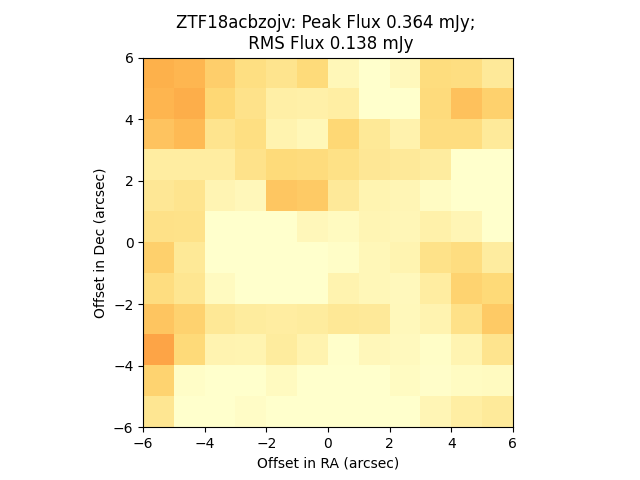 ZTF18acbzojv: Peak Flux 0.364 mJy;
RMS Flux 0.138 mJy
6
4
2
0
−2
−4
−6
Offset in Dec (arcsec)
−6 −4 −2 0 2 4 6
Offset in RA (arcsec)